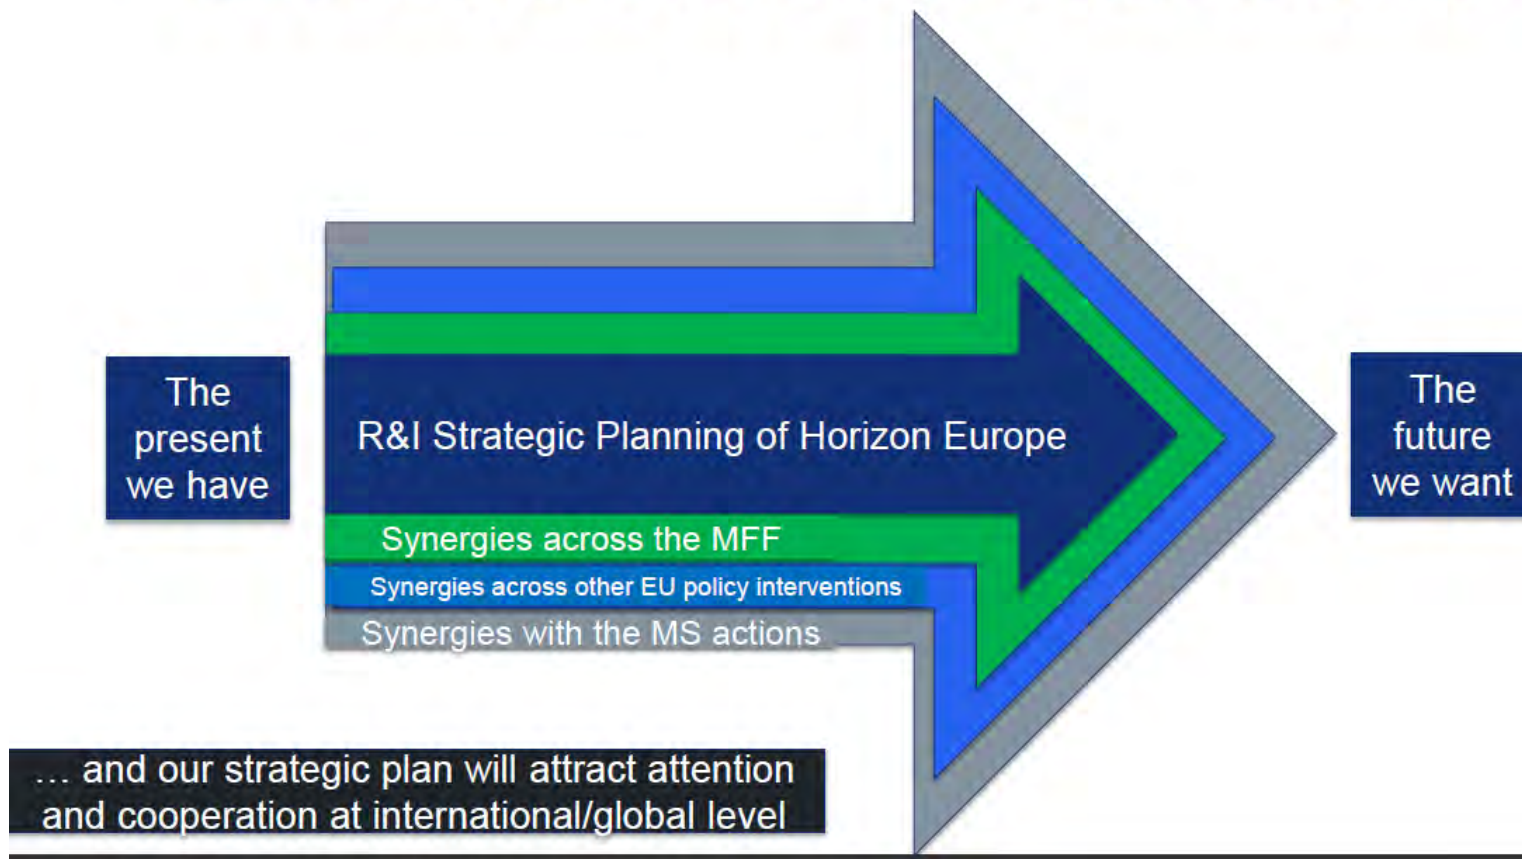 The
present
we have
R&I Strategic Planning of Horizon Europe
The
future
we want
Synergies across the MFF
Synergies across other EU policy interventions
Synergies with the MS actions
… and our strategic plan will attract attention
and cooperation at international/global level